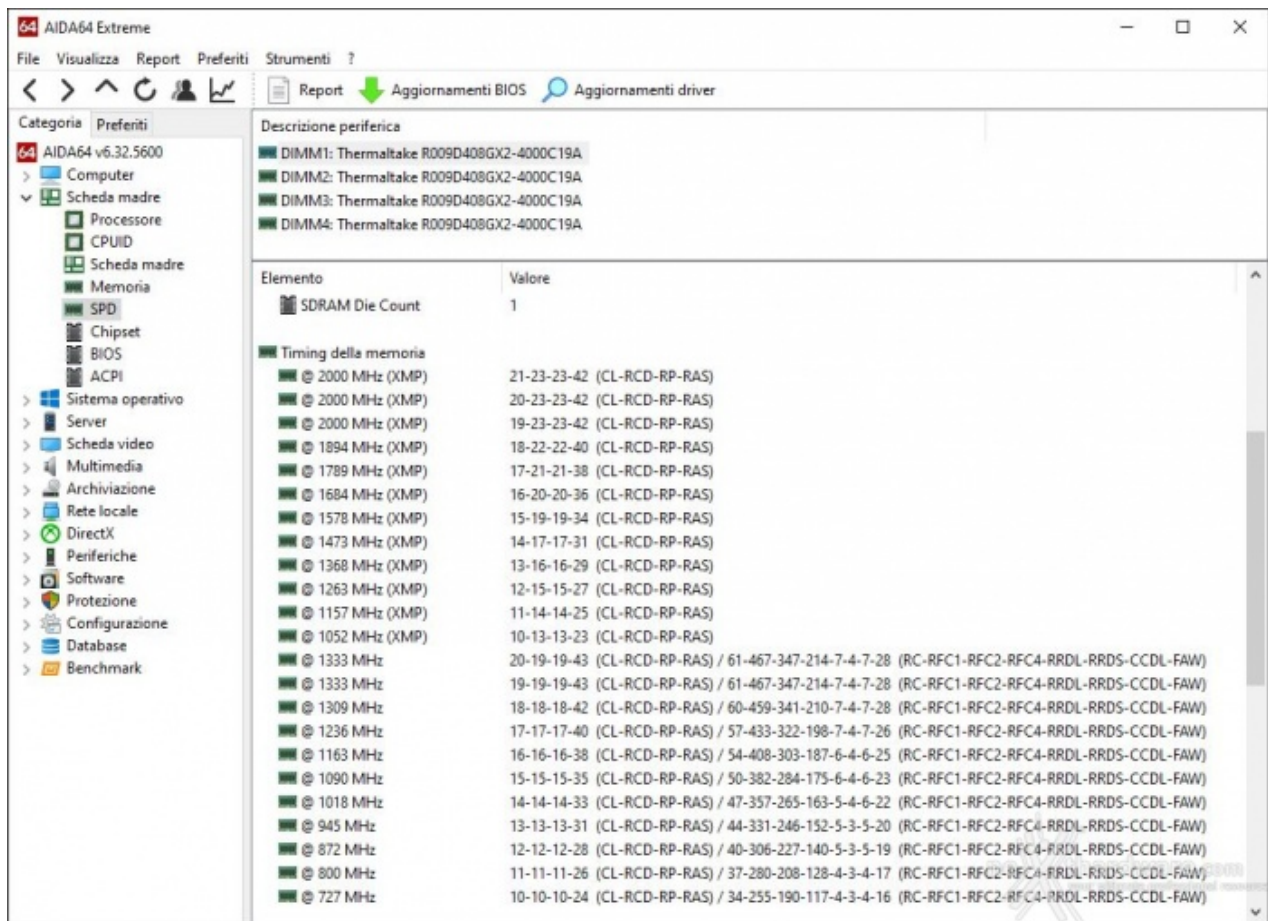 64 AIDA64 Extreme
File Visualizza Report Preferiti Strumenti ?
Report Aggiornamenti BIOS Aggiornamenti driver
Categoria Preferiti
64 AIDA64 v6.32.5600
Computer
Scheda madre
Processore
CPUID
Scheda madre
Memoria
SPD
Chipset
BIOS
ACPI
Sistema operativo
Server
Scheda video
Multimedia
Archiviazione
Rete locale
DirectX
Periferiche
Software
Protezione
Configurazione
Database
Benchmark
Descrizione periferica
DIMM1: Thermaltake R009D408GX2-4000C19A
DIMM2: Thermaltake R009D408GX2-4000C19A
DIMM3: Thermaltake R009D408GX2-4000C19A
DIMM4: Thermaltake R009D408GX2-4000C19A
Elemento Valore
SDRAM Die Count 1
Timing della memoria
@ 2000 MHz (XMP) 21-23-23-42 (CL-RCD-RP-RAS)
@ 2000 MHz (XMP) 20-23-23-42 (CL-RCD-RP-RAS)
@ 2000 MHz (XMP) 19-23-23-42 (CL-RCD-RP-RAS)
@ 1894 MHz (XMP) 18-22-22-40 (CL-RCD-RP-RAS)
@ 1789 MHz (XMP) 17-21-21-38 (CL-RCD-RP-RAS)
@ 1684 MHz (XMP) 16-20-20-36 (CL-RCD-RP-RAS)
@ 1578 MHz (XMP) 15-19-19-34 (CL-RCD-RP-RAS)
@ 1473 MHz (XMP) 14-17-17-31 (CL-RCD-RP-RAS)
@ 1368 MHz (XMP) 13-16-16-29 (CL-RCD-RP-RAS)
@ 1263 MHz (XMP) 12-15-15-27 (CL-RCD-RP-RAS)
@ 1157 MHz (XMP) 11-14-14-25 (CL-RCD-RP-RAS)
@ 1052 MHz (XMP) 10-13-13-23 (CL-RCD-RP-RAS)
@ 1333 MHz 20-19-19-43 (CL-RCD-RP-RAS) / 61-467-347-214-7-4-7-28 (RC-RFC1-RFC2-RFC4-RRDL-RRDS-CCDL-FAW)
@ 1333 MHz 19-19-19-43 (CL-RCD-RP-RAS) / 61-467-347-214-7-4-7-28 (RC-RFC1-RFC2-RFC4-RRDL-RRDS-CCDL-FAW)
@ 1309 MHz 18-18-18-42 (CL-RCD-RP-RAS) / 60-459-341-210-7-4-7-28 (RC-RFC1-RFC2-RFC4-RRDL-RRDS-CCDL-FAW)
@ 1236 MHz 17-17-17-40 (CL-RCD-RP-RAS) / 57-433-322-198-7-4-7-26 (RC-RFC1-RFC2-RFC4-RRDL-RRDS-CCDL-FAW)
@ 1163 MHz 16-16-16-38 (CL-RCD-RP-RAS) / 54-408-303-187-6-4-6-25 (RC-RFC1-RFC2-RFC4-RRDL-RRDS-CCDL-FAW)
@ 1090 MHz 15-15-15-35 (CL-RCD-RP-RAS) / 50-382-284-175-6-4-6-23 (RC-RFC1-RFC2-RFC4-RRDL-RRDS-CCDL-FAW)
@ 1018 MHz 14-14-14-33 (CL-RCD-RP-RAS) / 47-357-265-163-5-4-6-22 (RC-RFC1-RFC2-RFC4-RRDL-RRDS-CCDL-FAW)
@ 945 MHz 13-13-13-31 (CL-RCD-RP-RAS) / 44-331-246-152-5-3-5-20 (RC-RFC1-RFC2-RFC4-RRDL-RRDS-CCDL-FAW)
@ 872 MHz 12-12-12-28 (CL-RCD-RP-RAS) / 40-306-227-140-5-3-5-19 (RC-RFC1-RFC2-RFC4-RRDL-RRDS-CCDL-FAW)
@ 800 MHz 11-11-11-26 (CL-RCD-RP-RAS) / 37-280-208-128-4-3-4-17 (RC-RFC1-RFC2-RFC4-RRDL-RRDS-CCDL-FAW)
@ 727 MHz 10-10-10-24 (CL-RCD-RP-RAS) / 34-255-190-117-4-3-4-16 (RC-RFC1-RFC2-RFC4-RRDL-RRDS-CCDL-FAW)